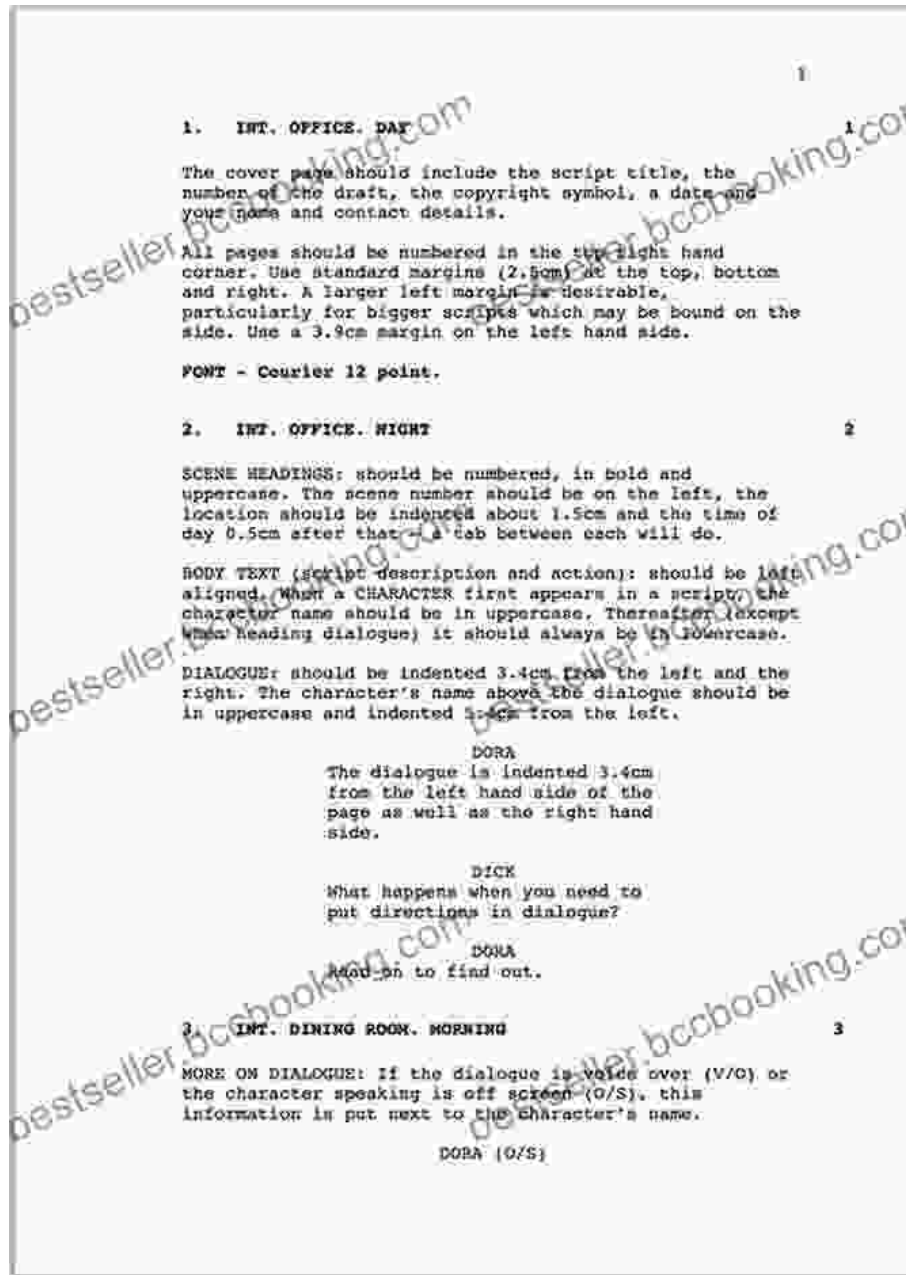 1
1. INT. OFFICE. DAY 1
The cover page should include the script title, the
number of the draft, the copyright symbol, a date and
your name and contact details.
All pages should be numbered in the top right hand
corner. Use standard margins (2.5cm) at the top, bottom
and right. A larger left margin is desirable,
particularly for bigger scripts which may be bound on the
side. Use a 3.9cm margin on the left hand side.
FONT - Courier 12 point.
2. INT. OFFICE. NIGHT 2
SCENE HEADINGS: should be numbered, in bold and
uppercase. The scene number should be on the left, the
location should be indented about 1.5cm and the time of
day 0.5cm after that - a tab between each will do.
BODY TEXT (script description and action): should be left
aligned. When a CHARACTER first appears in a script, the
character name should be in uppercase. Thereafter (except
when heading dialogue) it should always be in lowercase.
DIALOGUE: should be indented 3.4cm from the left and the
right. The character's name above the dialogue should be
in uppercase and indented 5.4cm from the left.
DORA
The dialogue is indented 3.4cm
from the left hand side of the
page as well as the right hand
side.
DICK
What happens when you need to
put directions in dialogue?
DORA
Read on to find out.
3. INT. DINING ROOM. MORNING 3
MORE ON DIALOGUE: If the dialogue is voice over (V/O) or
the character speaking is off screen (O/S), this
information is put next to the character's name.
DORA (O/S)
bestseller.bccbooking.com
bestseller.bccbooking.com
bestseller.bccbooking.com
bestseller.bccbooking.com
bestseller.bccbooking.com
bestseller.bccbooking.com